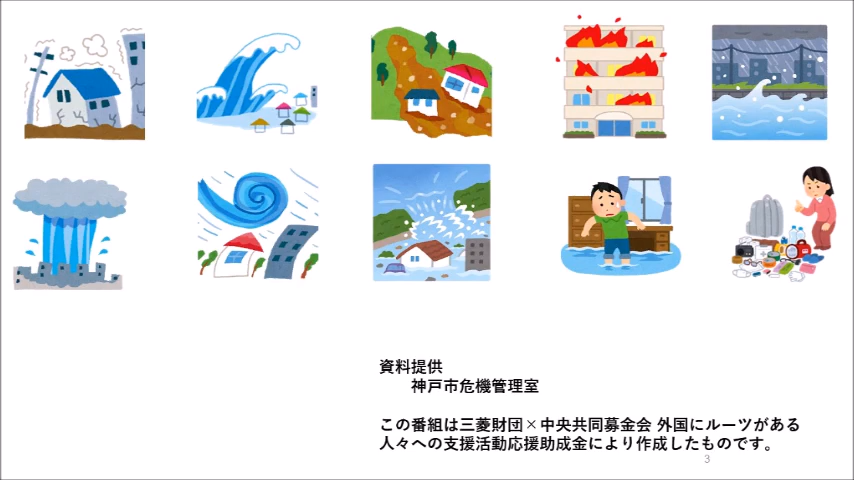 資料提供
神戸市危機管理室
この番組は三菱財団×中央共同募金会 外国にルーツがある
人々への支援活動応援助成金により作成したものです。
3